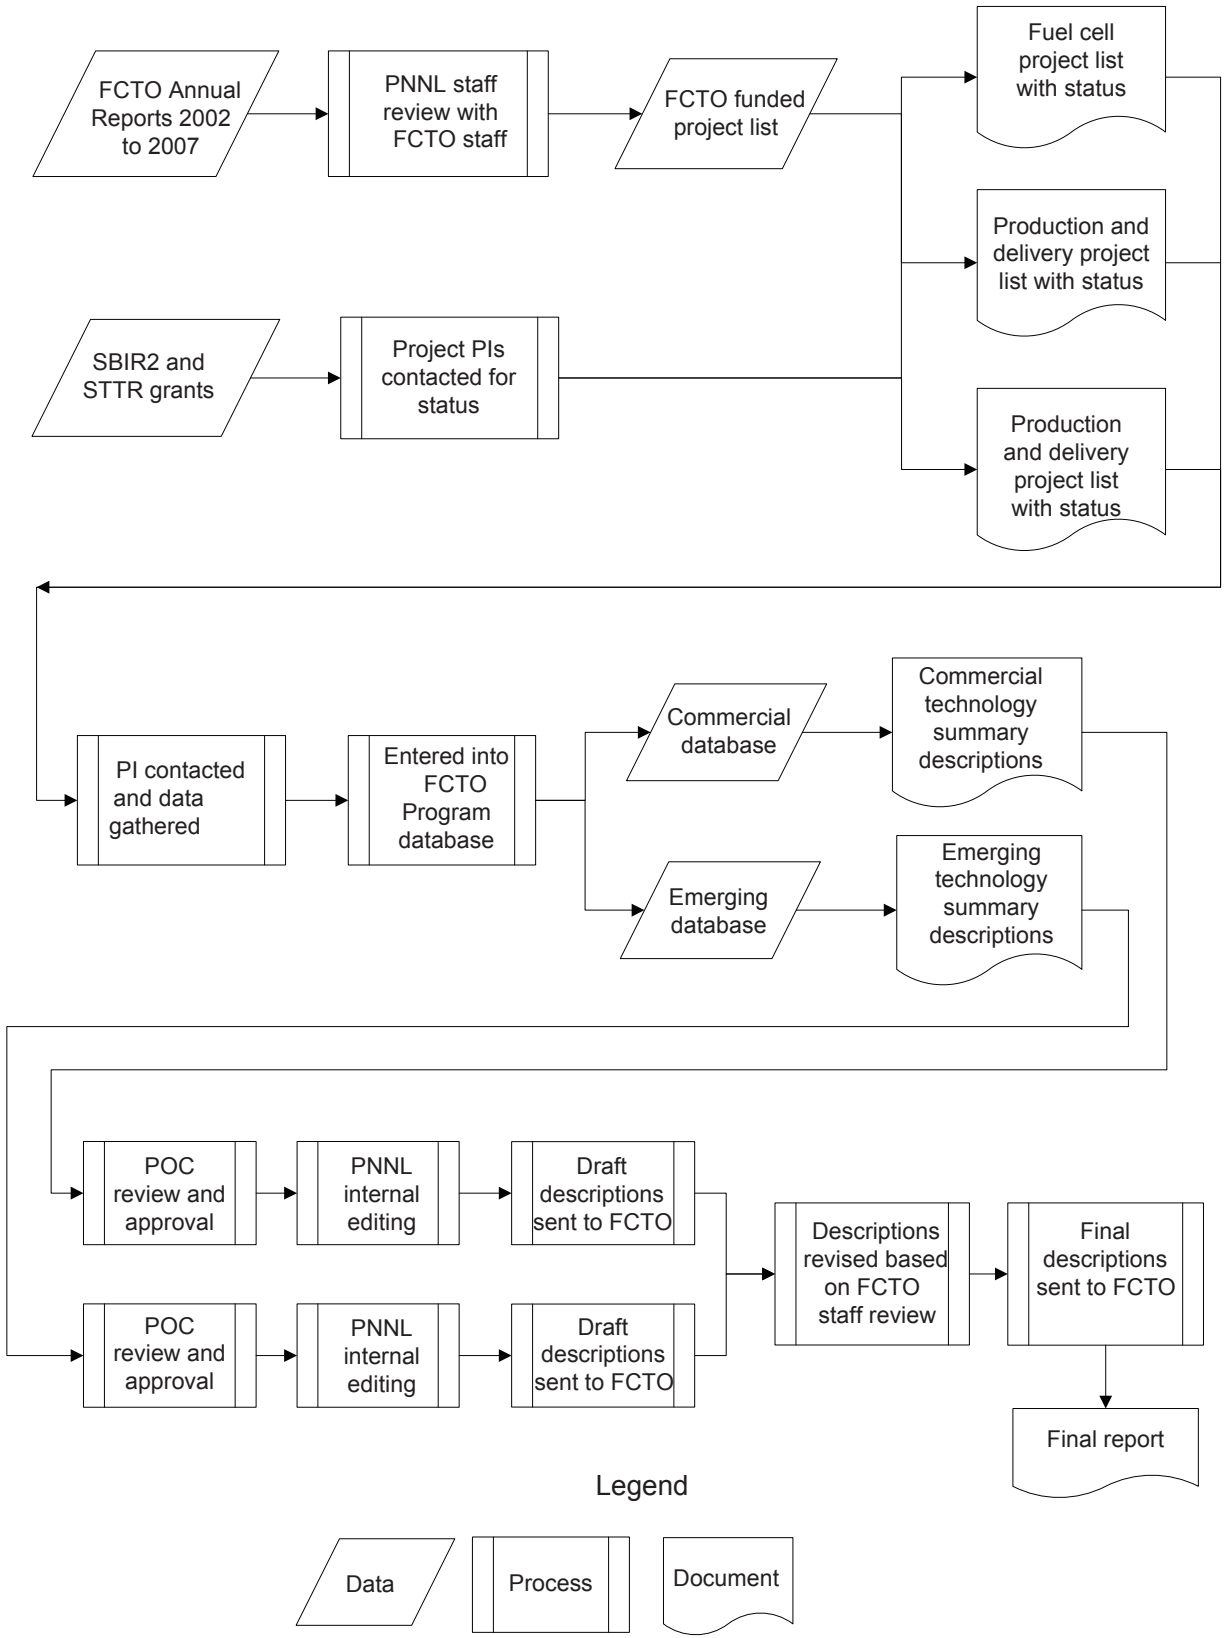 FCTO Annual
Reports 2002
to 2007
PNNL staff
review with
FCTO staff
FCTO funded
project list
Fuel cell
project list
with status
Production and
delivery project
list with status
SBIR2 and
STTR grants
Project PIs
contacted for
status
Production
and delivery
project list
with status
PI contacted
and data
gathered
Entered into
FCTO
Program
database
Commercial
database
Commercial
technology
summary
descriptions
Emerging
database
Emerging
technology
summary
descriptions
POC
review and
approval
PNNL
internal
editing
Draft
descriptions
sent to FCTO
POC
review and
approval
PNNL
internal
editing
Draft
descriptions
sent to FCTO
Descriptions
revised based
on FCTO
staff review
Final
descriptions
sent to FCTO
Final report
Legend
Data
Process
Document